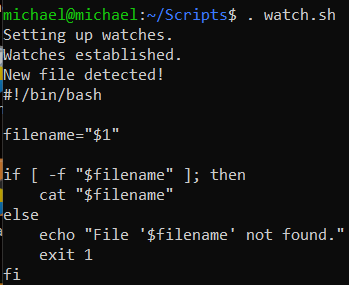 michael@michael:~/Scripts$ . watch.sh
Setting up watches.
Watches established.
New file detected!
#!/bin/bash

filename="$1"

if [ -f "$filename" ]; then
    cat "$filename"
else
    echo "File '$filename' not found."
    exit 1
fi